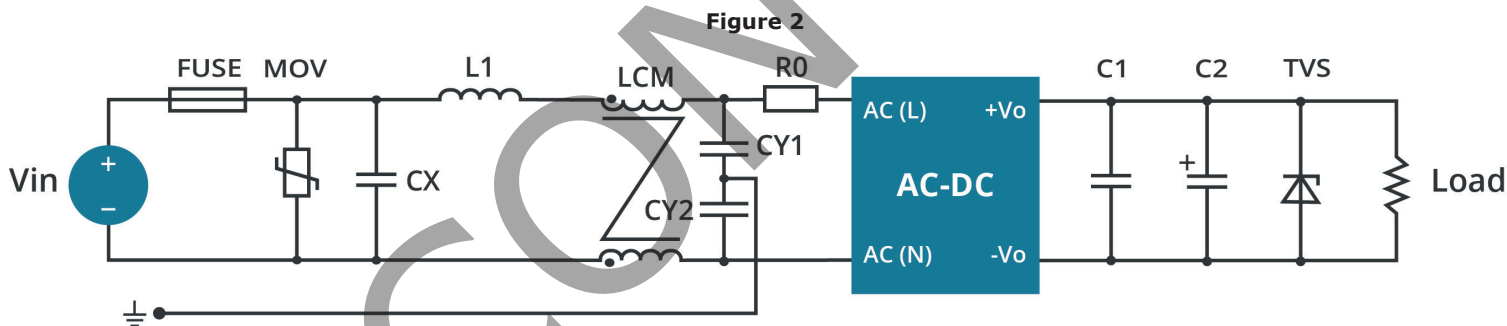 Figure 2
FUSE MOV L1 LCM R0 C1 C2 TVS
AC (L) +Vo
CY1
Vin + − CX AC-DC + Load
CY2
AC (N) -Vo